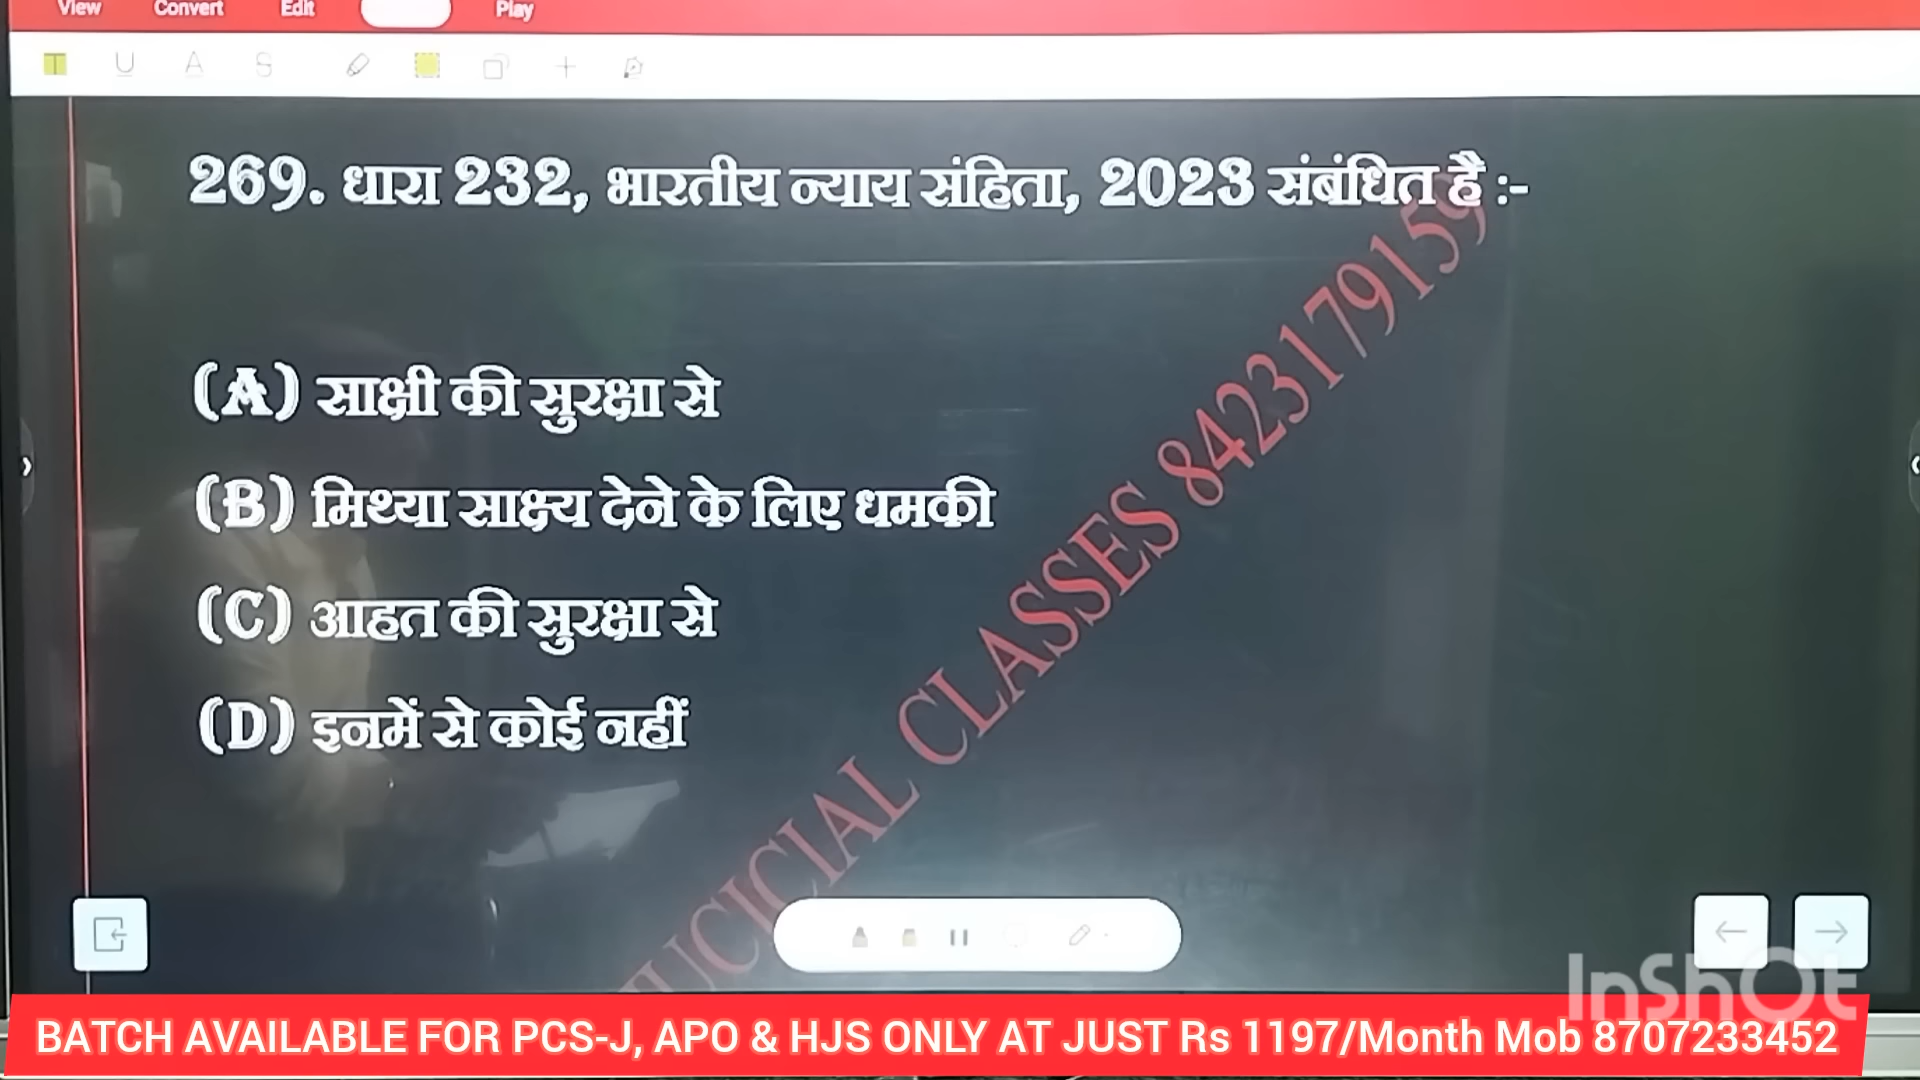 View Convert Edit Play
269. धारा 232, भारतीय न्याय संहिता, 2023 संबंधित है :-
(A) साक्षी की सुरक्षा से
(B) मिथ्या साक्ष्य देने के लिए धमकी
(C) आहत की सुरक्षा से
(D) इनमें से कोई नहीं
JUCICIAL CLASSES 8423179159
InShOt
BATCH AVAILABLE FOR PCS-J, APO & HJS ONLY AT JUST Rs 1197/Month Mob 8707233452